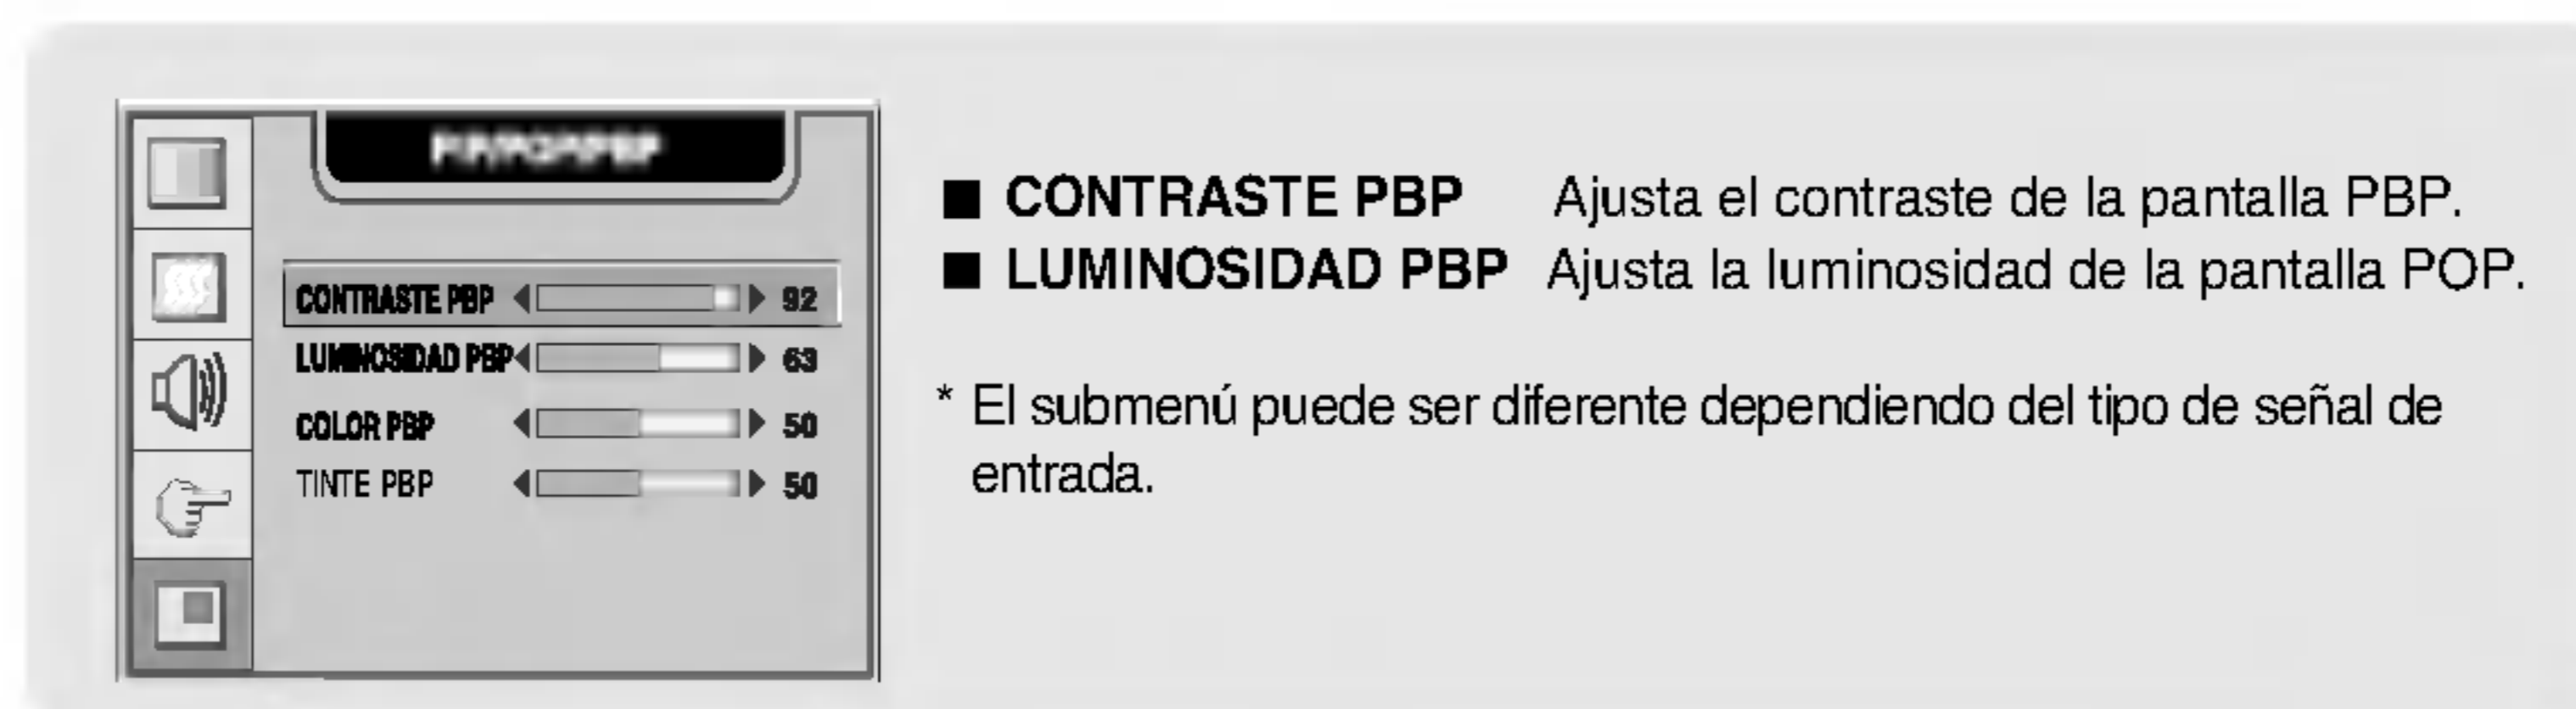 CONTRASTE PBP 92
LUMINOSIDAD PBP 63
COLOR PBP 50
TINTE PBP 50
■ CONTRASTE PBP Ajusta el contraste de la pantalla PBP.
■ LUMINOSIDAD PBP Ajusta la luminosidad de la pantalla POP.
* El submenú puede ser diferente dependiendo del tipo de señal de
entrada.